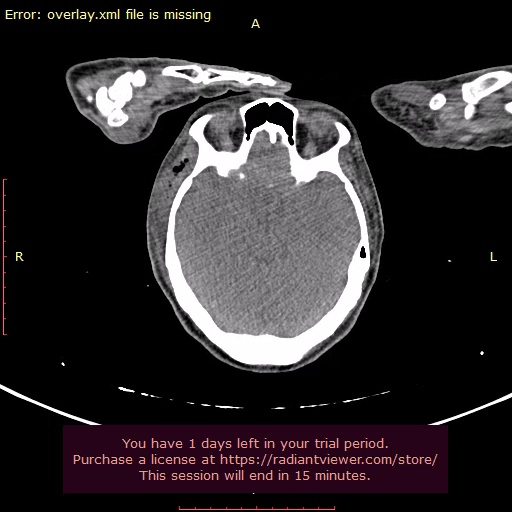 Error: overlay.xml file is missing
A
R
L
You have 1 days left in your trial period.
Purchase a license at https://radiantviewer.com/store/
This session will end in 15 minutes.